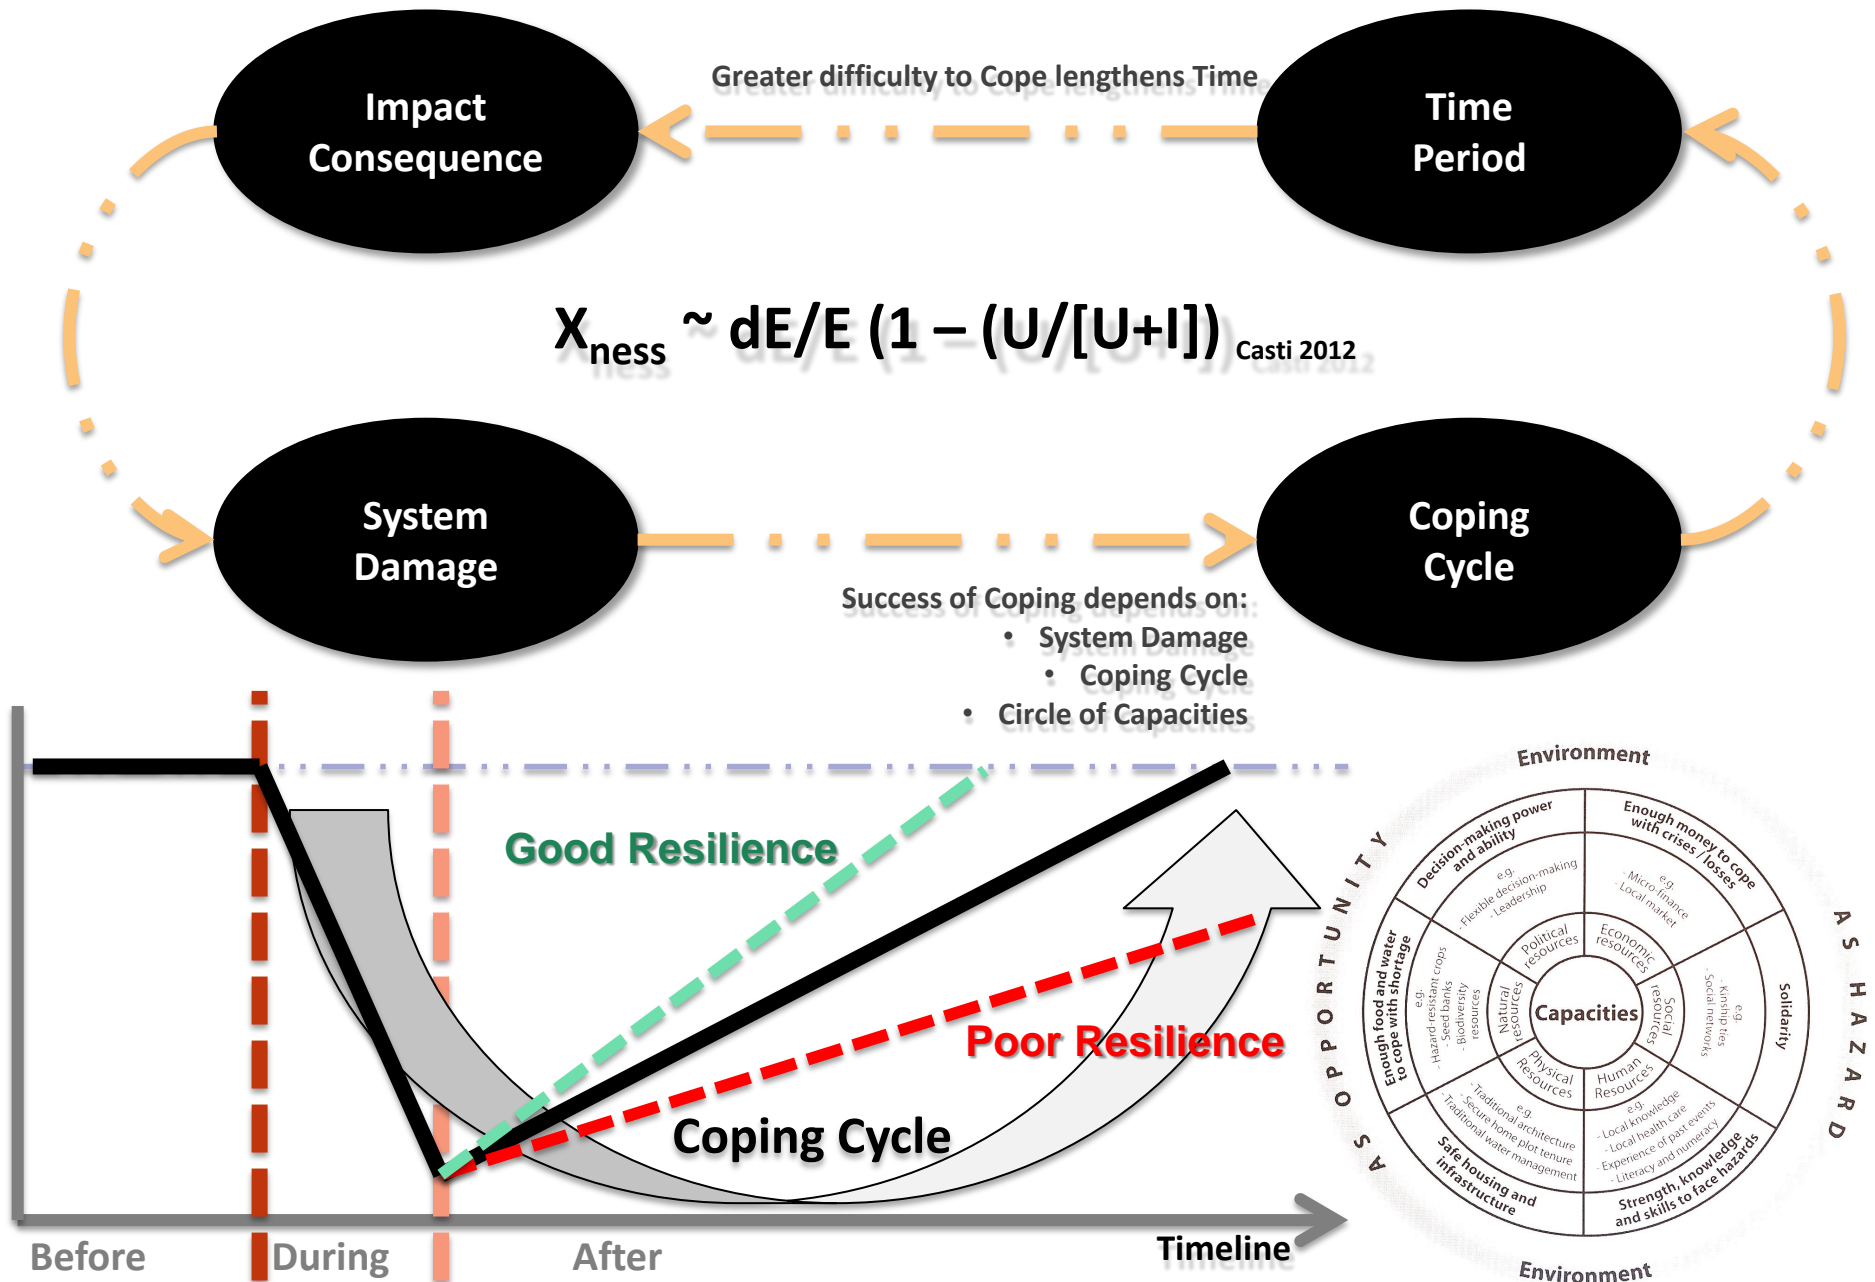 Impact
Consequence
Greater difficulty to Cope lengthens Time
Time
Period
Xness ~ dE/E (1 – (U/[U+I]) Casti 2012
System
Damage
Coping
Cycle
Success of Coping depends on:
• System Damage
• Coping Cycle
• Circle of Capacities
Good Resilience
Poor Resilience
Coping Cycle
Before
During
After
Timeline
Environment
AS OPPORTUNITY
AS HAZARD
Environment
Decision-making power
and ability
e.g.
- Flexible decision-making
- Leadership
Political
resources
Enough money to cope
with crises / losses
e.g.
- Micro-finance
- Local market
Economic
resources
Solidarity
e.g.
- Kinship ties
- Social networks
Social
resources
Strength, knowledge
and skills to face hazards
e.g.
- Local knowledge
- Local health care
- Experience of past events
- Literacy and numeracy
Human
Resources
Safe housing and
infrastructure
e.g.
- Traditional architecture
- Secure home plot tenure
- Traditional water management
Physical
Resources
Enough food and water
to cope with shortage
e.g.
- Hazard-resistant crops
- Seed banks
- Biodiversity
resources
Natural
resources
Capacities